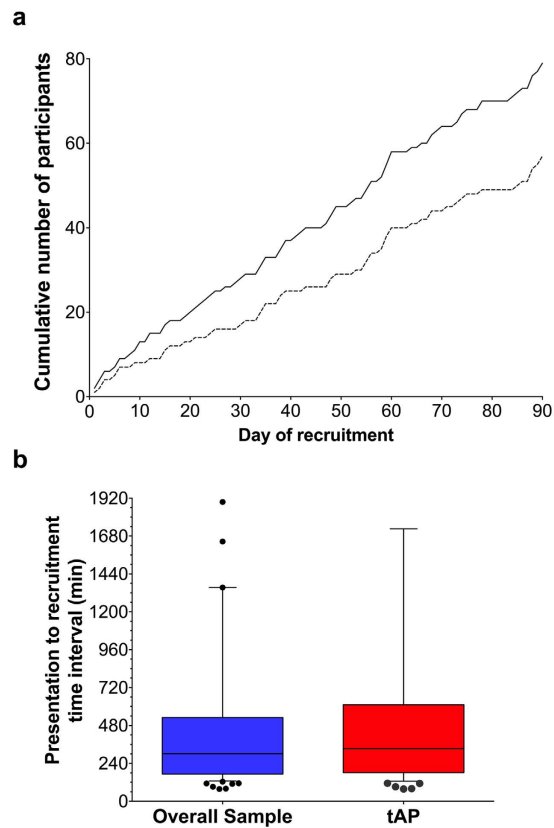 a
Cumulative number of participants
80
60
40
20
0
0 10 20 30 40 50 60 70 80 90
Day of recruitment
b
Presentation to recruitment
time interval (min)
1920
1680
1440
1200
960
720
480
240
0
Overall Sample tAP